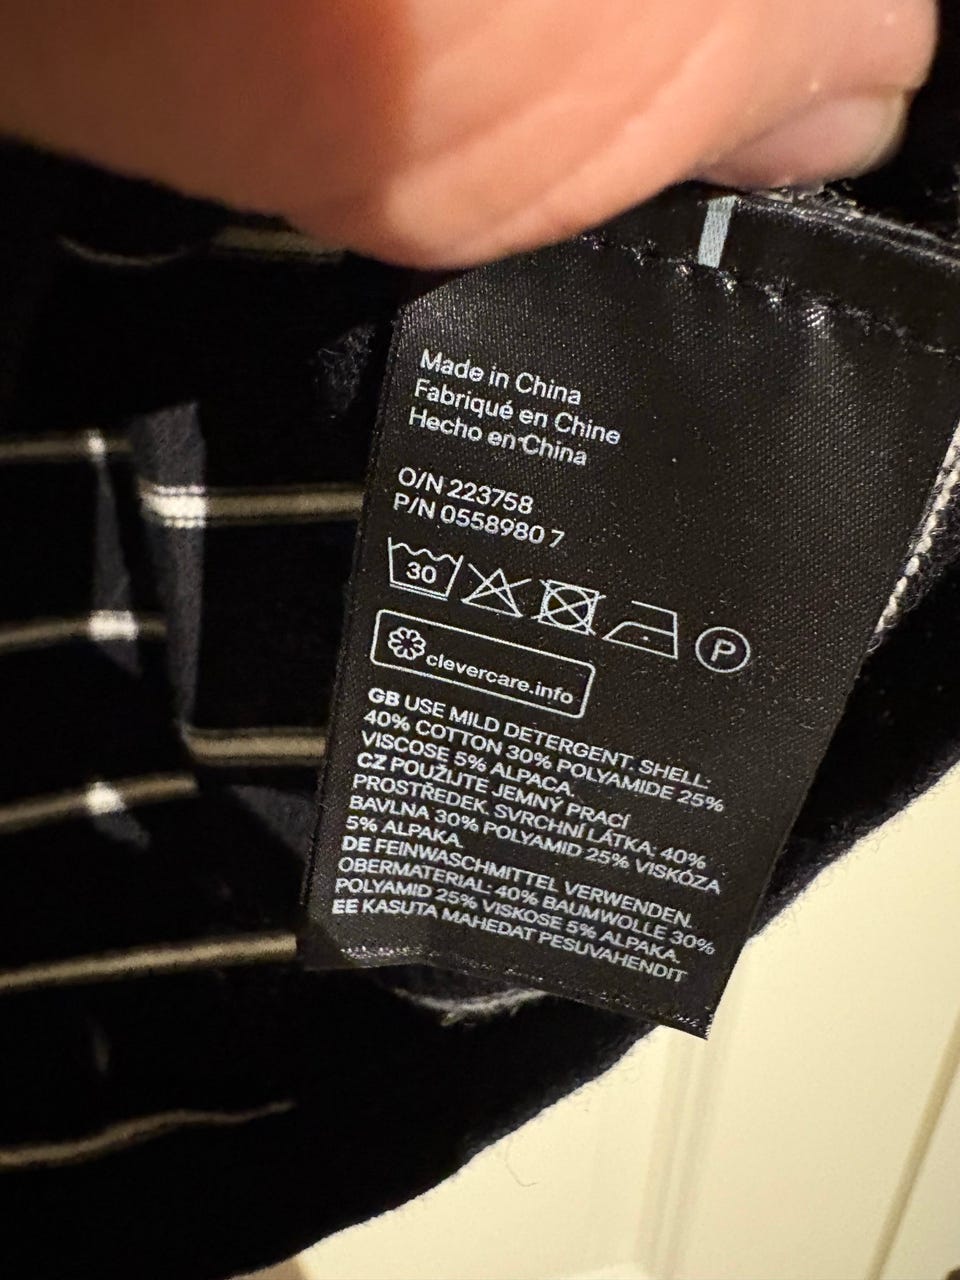 Made in China
Fabriqué en Chine
Hecho en China
O/N 223758
P/N 0558980 7
30
P
clevercare.info
GB USE MILD DETERGENT. SHELL:
40% COTTON 30% POLYAMIDE 25%
VISCOSE 5% ALPACA.
CZ POUŽIJTE JEMNÝ PRACÍ
PROSTŘEDEK. SVRCHNÍ LÁTKA: 40%
BAVLNA 30% POLYAMID 25% VISKÓZA
5% ALPAKA.
DE FEINWASCHMITTEL VERWENDEN.
OBERMATERIAL: 40% BAUMWOLLE 30%
POLYAMID 25% VISKOSE 5% ALPAKA.
EE KASUTA MAHEDAT PESUVAHENDIT